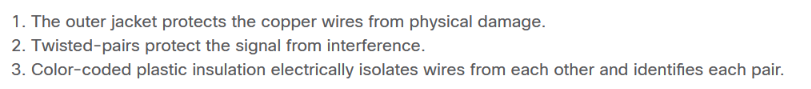 1. The outer jacket protects the copper wires from physical damage.
2. Twisted-pairs protect the signal from interference.
3. Color-coded plastic insulation electrically isolates wires from each other and identifies each pair.